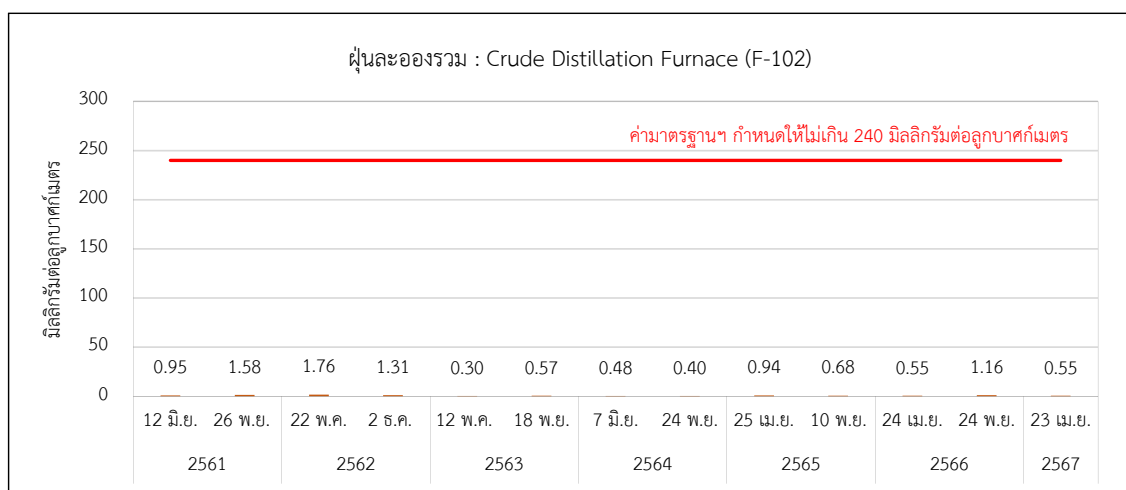 ฝุ่นละอองรวม : Crude Distillation Furnace (F-102)
ค่ามาตรฐานฯ กำหนดให้ไม่เกิน 240 มิลลิกรัมต่อลูกบาศก์เมตร
มิลลิกรัมต่อลูกบาศก์เมตร
300
250
200
150
100
50
0
0.95 1.58 1.76 1.31 0.30 0.57 0.48 0.40 0.94 0.68 0.55 1.16 0.55
12 มิ.ย. 26 พ.ย. 22 พ.ค. 2 ธ.ค. 12 พ.ค. 18 พ.ย. 7 มิ.ย. 24 พ.ย. 25 เม.ย. 10 พ.ย. 24 เม.ย. 24 พ.ย. 23 เม.ย.
2561 2562 2563 2564 2565 2566 2567